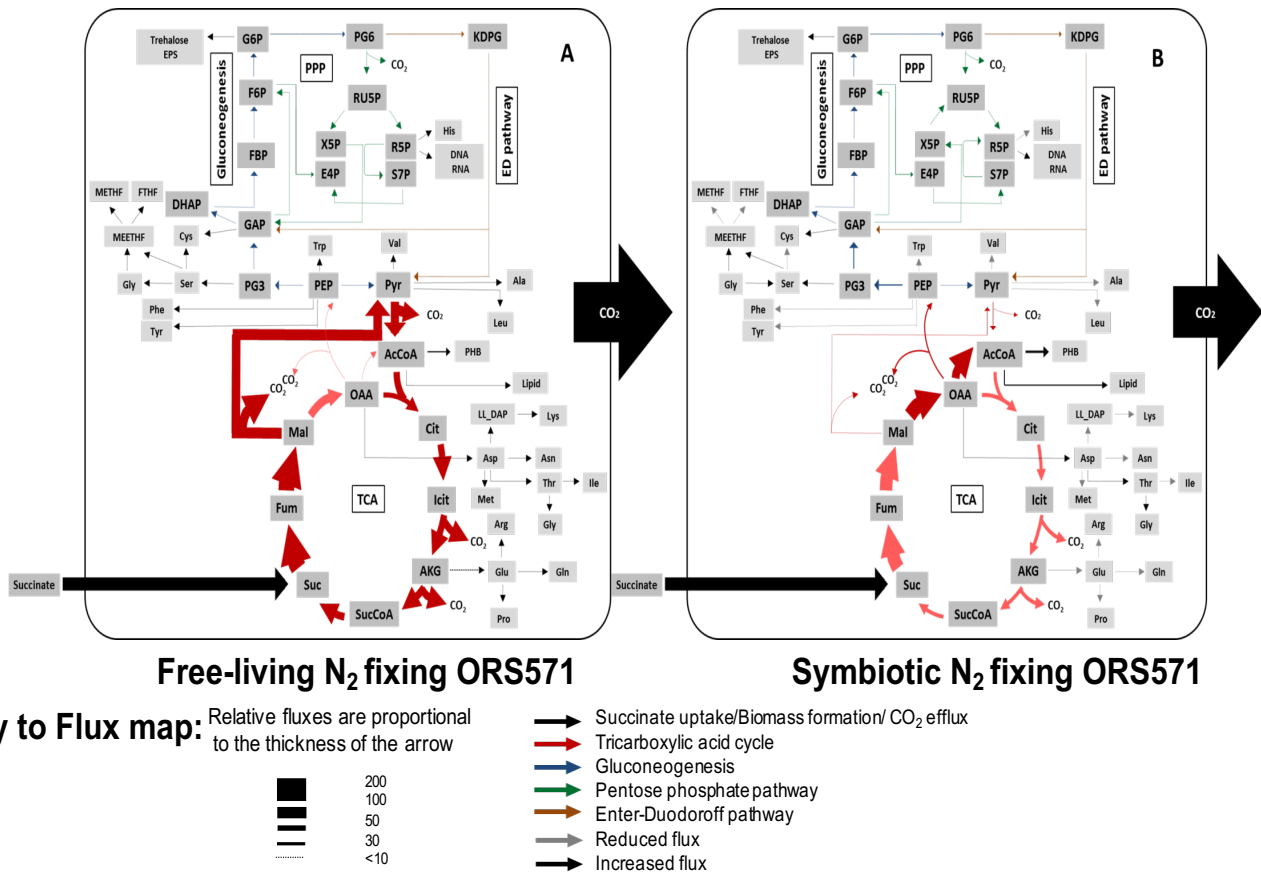 Trehalose
EPS
G6P
PG6
KDPG
A
CO2
Gluconeogenesis
PPP
ED pathway
F6P
RU5P
X5P
R5P
His
DNA
RNA
FBP
E4P
S7P
METHF
FTHF
DHAP
MEETHF
Cys
GAP
Trp
Val
Gly
Ser
PG3
PEP
Pyr
Ala
Phe
Tyr
CO2
Leu
CO2
AcCoA
PHB
CO2
CO2
OAA
Lipid
Mal
Cit
LL_DAP
Lys
Asp
Asn
TCA
Thr
Ile
Fum
Icit
Met
Gly
Arg
CO2
Succinate
Suc
AKG
Glu
Gln
SucCoA
CO2
Pro
Trehalose
EPS
G6P
PG6
KDPG
B
CO2
Gluconeogenesis
PPP
ED pathway
F6P
RU5P
X5P
R5P
His
DNA
RNA
FBP
E4P
S7P
METHF
FTHF
DHAP
MEETHF
Cys
GAP
Trp
Val
Gly
Ser
PG3
PEP
Pyr
Ala
Phe
Tyr
CO2
Leu
CO2
AcCoA
PHB
CO2
CO2
OAA
Lipid
Mal
Cit
LL_DAP
Lys
Asp
Asn
TCA
Thr
Ile
Fum
Icit
Met
Gly
Arg
CO2
Succinate
Suc
AKG
Glu
Gln
SucCoA
CO2
Pro
Free-living N2 fixing ORS571
Symbiotic N2 fixing ORS571
y to Flux map:
Relative fluxes are proportional
to the thickness of the arrow
200
100
50
30
<10
Succinate uptake/Biomass formation/ CO2 efflux
Tricarboxylic acid cycle
Gluconeogenesis
Pentose phosphate pathway
Enter-Duodoroff pathway
Reduced flux
Increased flux